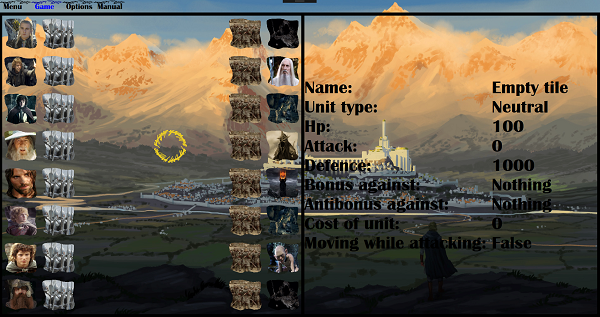 Menu Game Options Manual
Name: Empty tile
Unit type: Neutral
Hp: 100
Attack: 0
Defence: 1000
Bonus against: Nothing
Antibonus against: Nothing
Cost of unit: 0
Moving while attacking: False